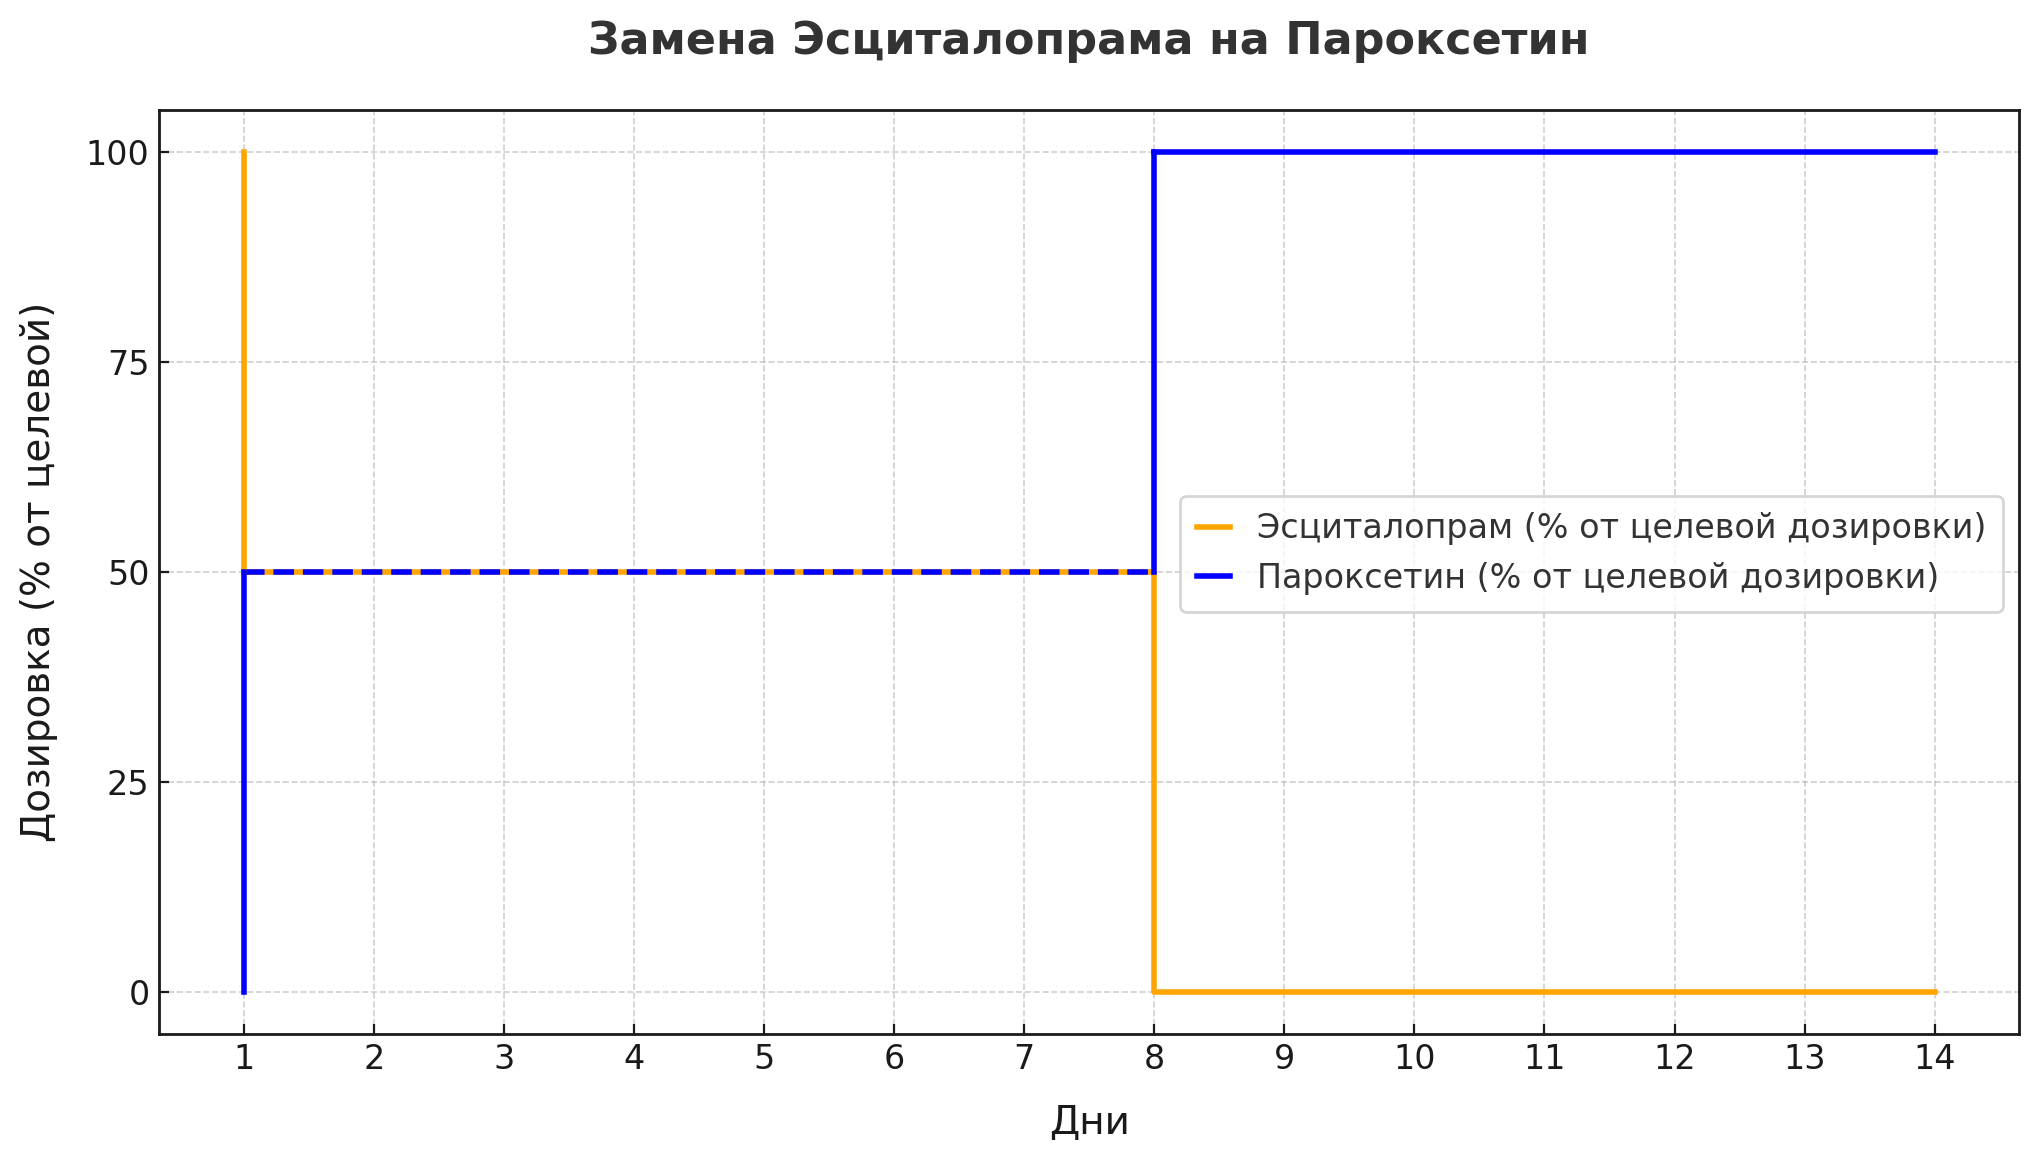 Замена Эсциталопрама на Пароксетин
Дозировка (% от целевой)
100
75
50
25
0
Эсциталопрам (% от целевой дозировки)
Пароксетин (% от целевой дозировки)
1 2 3 4 5 6 7 8 9 10 11 12 13 14
Дни